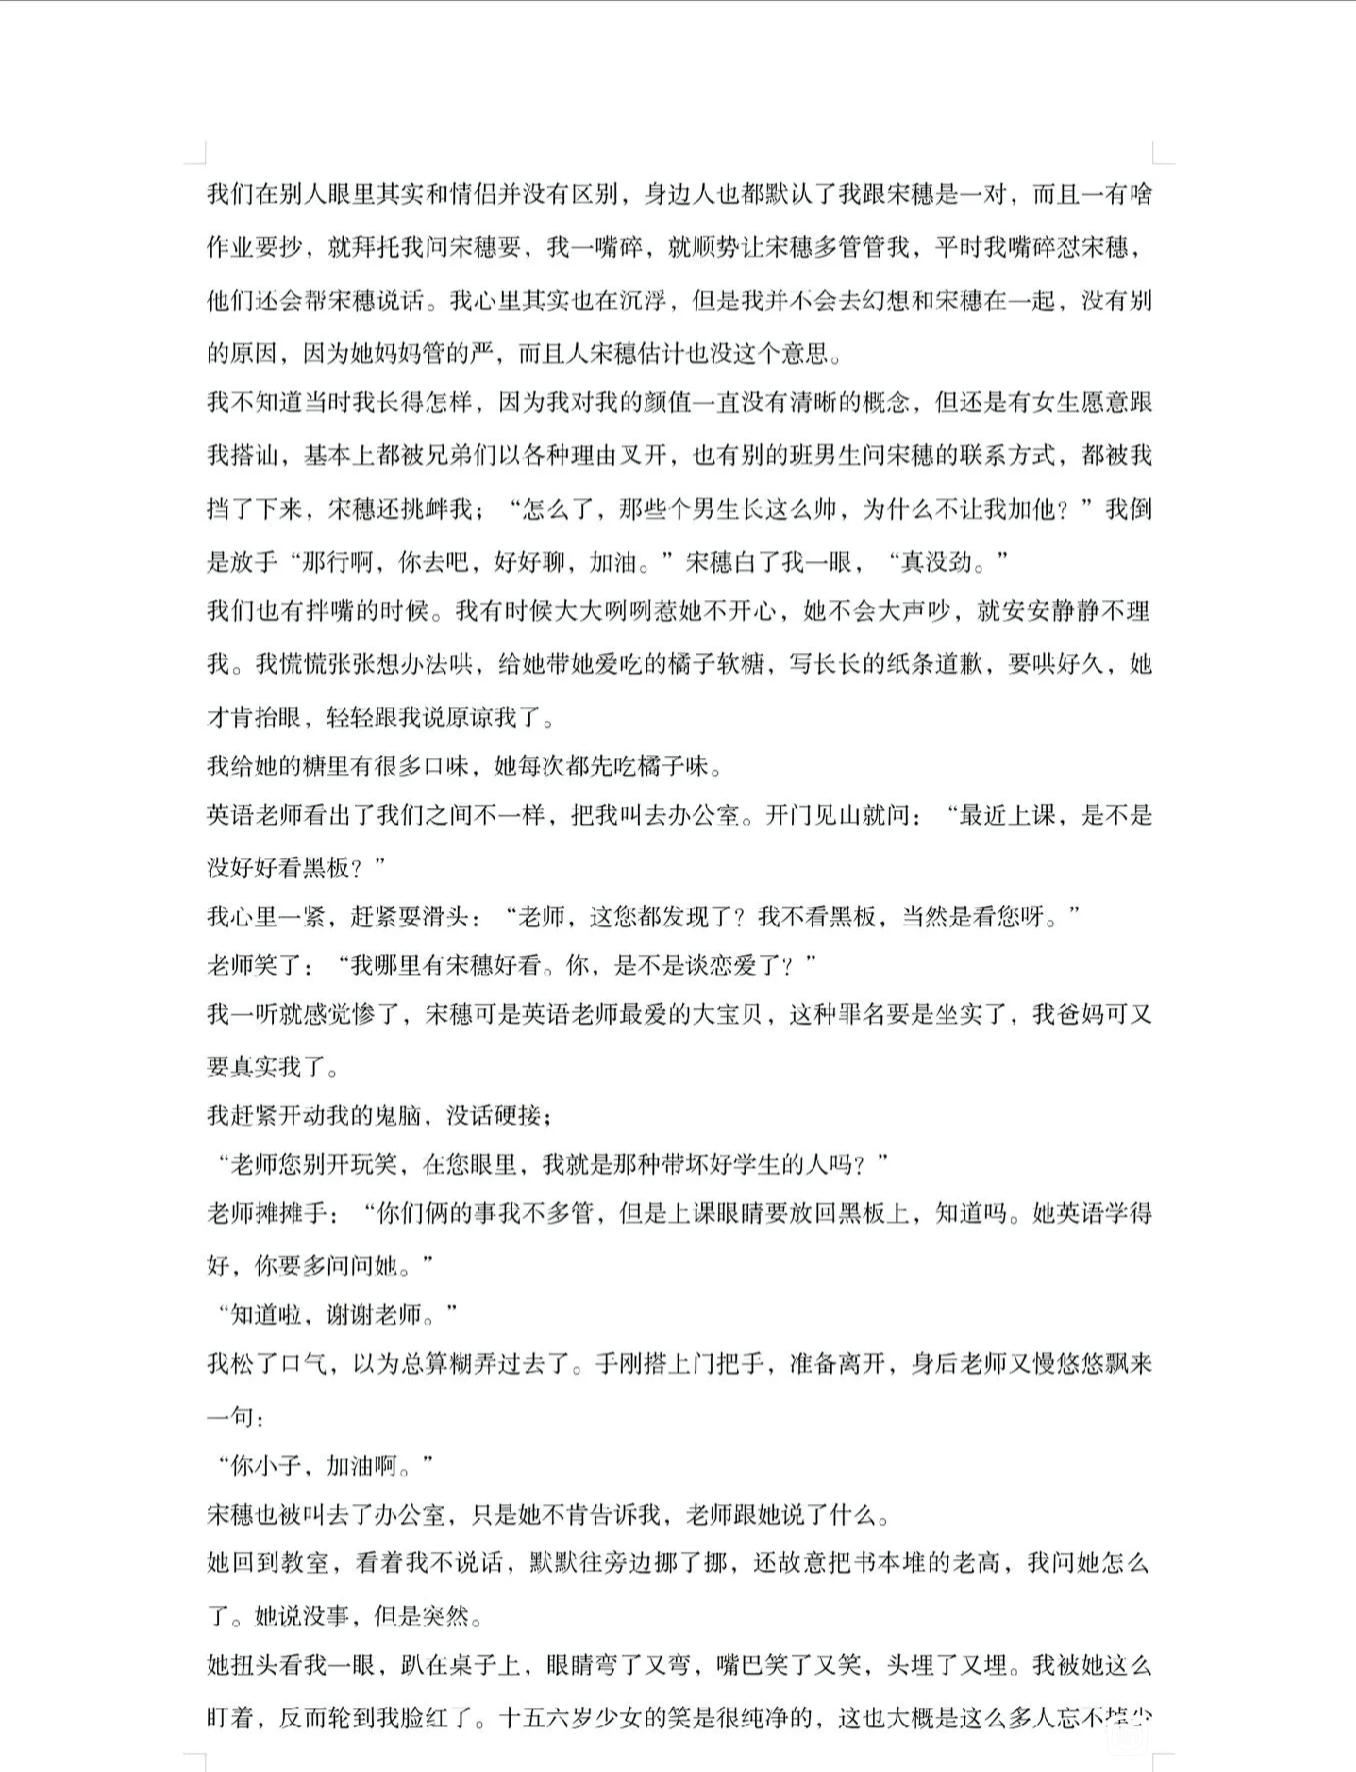 我们在别人眼里其实和情侣并没有区别，身边人也都默认了我跟宋穗是一对，而且一有啥
作业要抄，就拜托我问宋穗要，我一嘴碎，就顺势让宋穗多管管我，平时我嘴碎怼宋穗，
他们还会帮宋穗说话。我心里其实也在沉浮，但是我并不会去幻想和宋穗在一起，没有别
的原因，因为她妈妈管的严，而且人宋穗估计也没这个意思。
我不知道当时我长得怎样，因为我对我的颜值一直没有清晰的概念，但还是有女生愿意跟
我搭讪，基本上都被兄弟们以各种理由叉开，也有别的班男生问宋穗的联系方式，都被我
挡了下来，宋穗还挑衅我；“怎么了，那些个男生长这么帅，为什么不让我加他？”我倒
是放手“那行啊，你去吧，好好聊，加油。”宋穗白了我一眼，“真没劲。”
我们也有拌嘴的时候。我有时候大大咧咧惹她不开心，她不会大声吵，就安安静静不理
我。我慌慌张张想办法哄，给她带她爱吃的橘子软糖，写长长的纸条道歉，要哄好久，她
才肯抬眼，轻轻跟我说原谅我了。
我给她的糖里有很多口味，她每次都先吃橘子味。
英语老师看出了我们之间不一样，把我叫去办公室。开门见山就问：“最近上课，是不是
没好好看黑板？”
我心里一紧，赶紧耍滑头：“老师，这您都发现了？我不看黑板，当然是看您呀。”
老师笑了：“我哪里有宋穗好看。你，是不是谈恋爱了？”
我一听就感觉惨了，宋穗可是英语老师最爱的大宝贝，这种罪名要是坐实了，我爸妈可又
要真实我了。
我赶紧开动我的鬼脑，没话硬接；
“老师您别开玩笑，在您眼里，我就是那种带坏好学生的人吗？”
老师摊摊手：“你们俩的事我不多管，但是上课眼睛要放回黑板上，知道吗。她英语学得
好，你要多问问她。”
“知道啦，谢谢老师。”
我松了口气，以为总算糊弄过去了。手刚搭上门把手，准备离开，身后老师又慢悠悠飘来
一句：
“你小子，加油啊。”
宋穗也被叫去了办公室，只是她不肯告诉我，老师跟她说了什么。
她回到教室，看着我不说话，默默往旁边挪了挪，还故意把书本堆的老高，我问她怎么
了。她说没事，但是突然。
她扭头看我一眼，趴在桌子上，眼睛弯了又弯，嘴巴笑了又笑，头埋了又埋。我被她这么
盯着，反而轮到我脸红了。十五六岁少女的笑是很纯净的，这也大概是这么多人忘不掉少